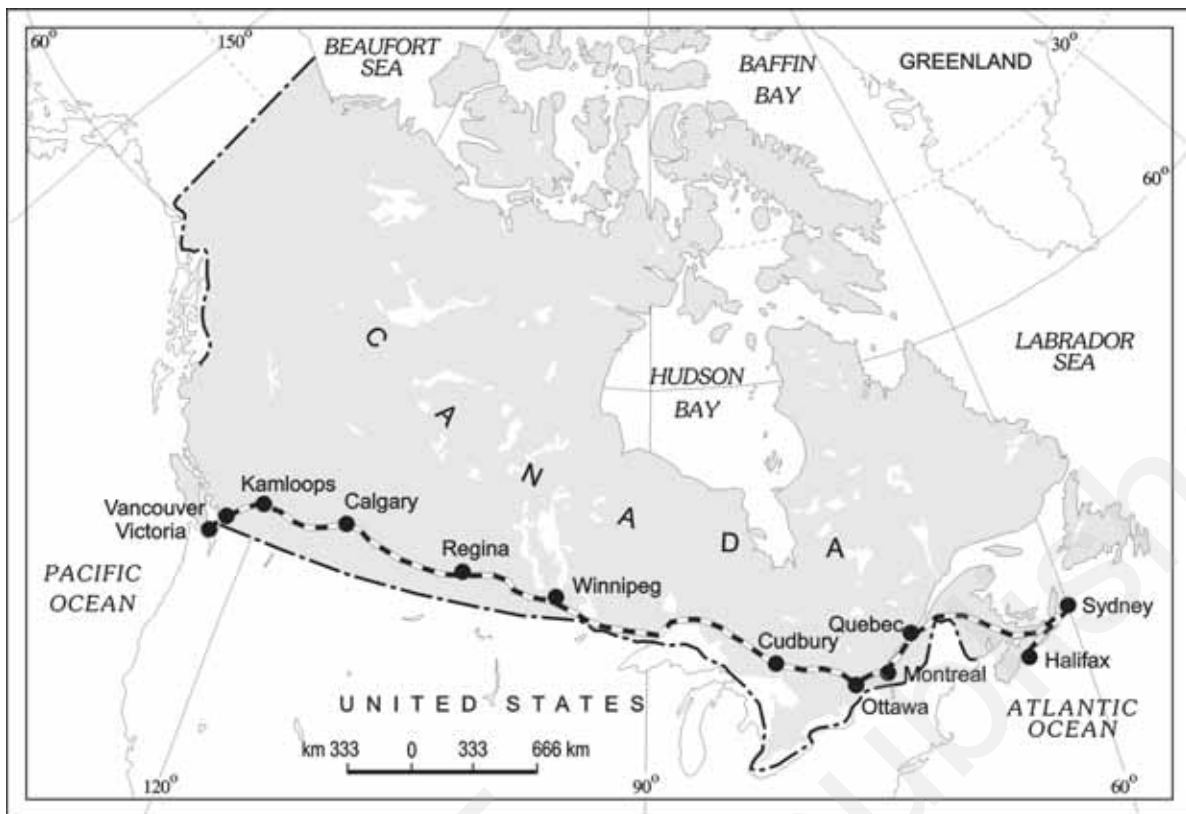 60°
150°
BEAUFORT
SEA
BAFFIN
BAY
GREENLAND
30°
60°
LABRADOR
SEA
HUDSON
BAY
C A N A D A
Kamloops
Calgary
Vancouver
Victoria
Regina
Winnipeg
PACIFIC
OCEAN
Cudbury
Quebec
Sydney
Halifax
Montreal
Ottawa
ATLANTIC
OCEAN
UNITED STATES
km 333 0 333 666 km
120°
90°
60°